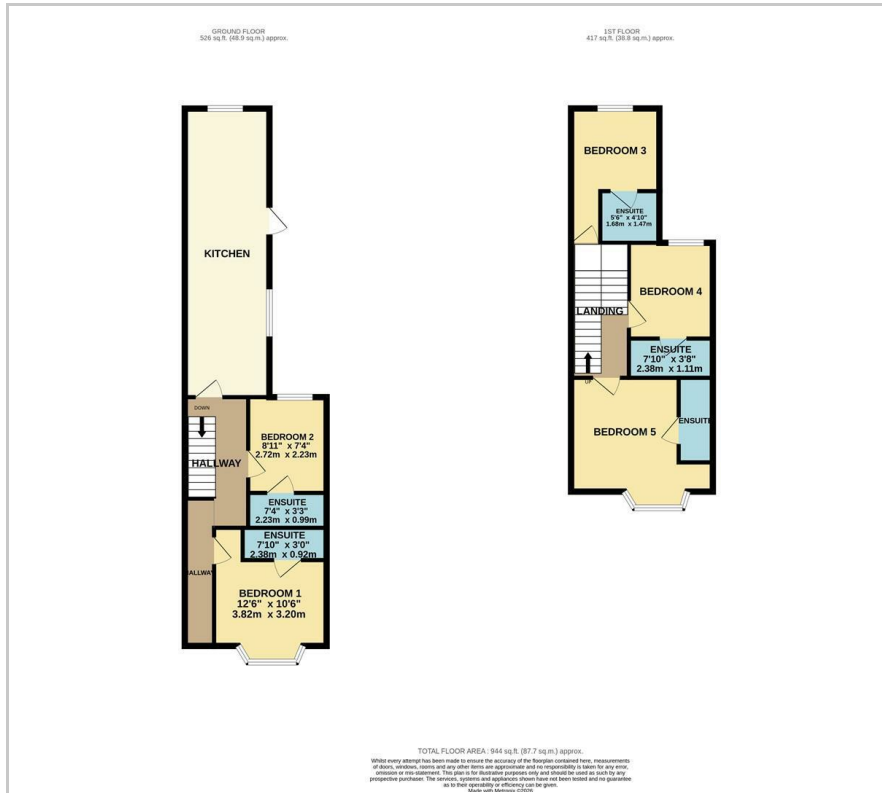 GROUND FLOOR
526 sq.ft. (48.9 sq.m.) approx.
KITCHEN
DOWN
HALLWAY
BEDROOM 2
8'11" x 7'4"
2.72m x 2.23m
ENSUITE
7'4" x 3'3"
2.23m x 0.99m
ENSUITE
7'10" x 3'0"
2.38m x 0.92m
HALLWAY
BEDROOM 1
12'6" x 10'6"
3.82m x 3.20m
1ST FLOOR
417 sq.ft. (38.8 sq.m.) approx.
BEDROOM 3
ENSUITE
5'6" x 4'10"
1.68m x 1.47m
BEDROOM 4
LANDING
ENSUITE
7'10" x 3'8"
2.38m x 1.11m
UP
BEDROOM 5
ENSUITE
TOTAL FLOOR AREA : 944 sq.ft. (87.7 sq.m.) approx.
Whilst every attempt has been made to ensure the accuracy of the floorplan contained here, measurements
of doors, windows, rooms and any other items are approximate and no responsibility is taken for any error,
omission or mis-statement. This plan is for illustrative purposes only and should be used as such by any
prospective purchaser. The services, systems and appliances shown have not been tested and no guarantee
as to their operability or efficiency can be given.
Made with Metropix ©2026